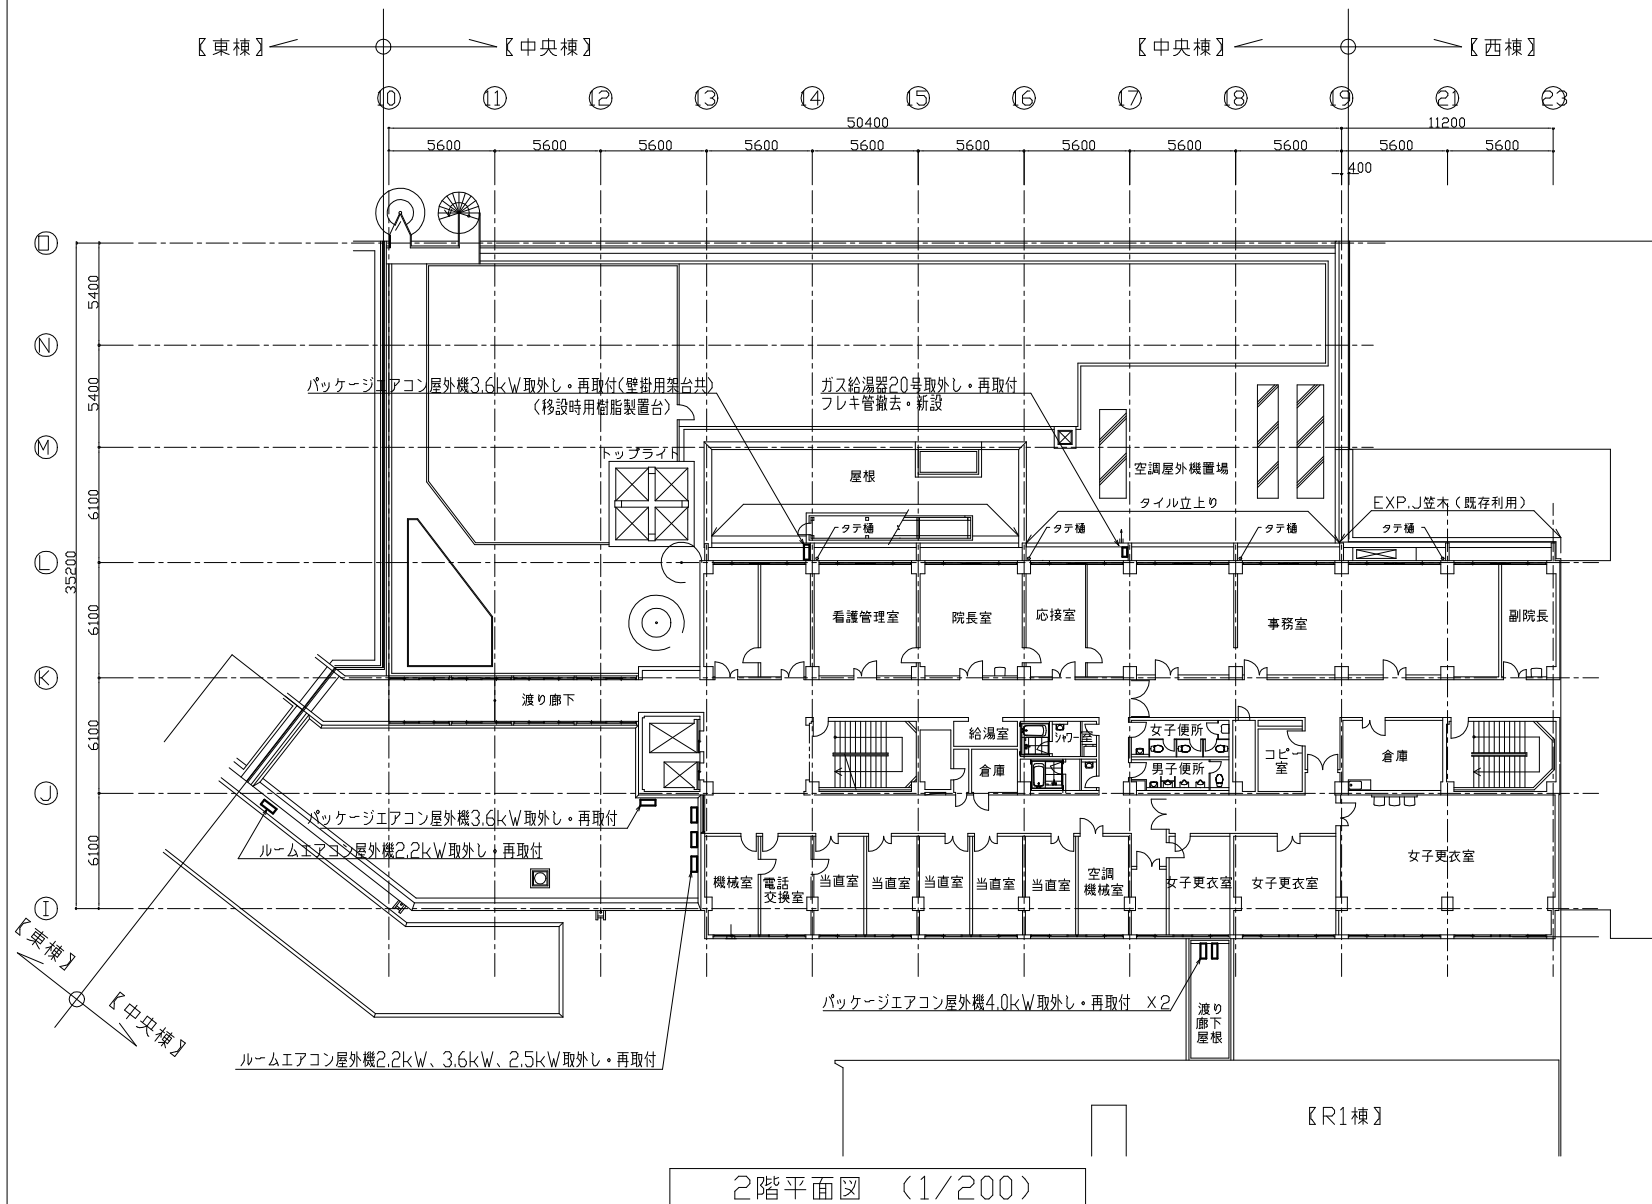 〖東棟〗
〖中央棟〗
〖中央棟〗
〖西棟〗
10 11 12 13 14 15 16 17 18 19 21 23
50400
11200
5600 5600 5600 5600 5600 5600 5600 5600 5600 5600 5600
400
O
N
M
L
K
J
I
5400
5400
6100
6100
6100
6100
35200
パッケージエアコン屋外機3.6kW取外し・再取付(壁掛用架台共)
(移設時用樹脂製置台)
ガス給湯器20号取外し・再取付
フレキ管撤去・新設
トップライト
屋根
空調屋外機置場
タイル立上り
EXP.J笠木(既存利用)
タテ樋
タテ樋
タテ樋
タテ樋
看護管理室
院長室
応接室
事務室
副院長
渡り廊下
給湯室
シャワー室
女子便所
男子便所
倉庫
コピー室
倉庫
パッケージエアコン屋外機3.6kW取外し・再取付
ルームエアコン屋外機2.2kW取外し・再取付
機械室
電話
交換室
当直室
当直室
当直室
当直室
当直室
空調
機械室
女子更衣室
女子更衣室
女子更衣室
〖東棟〗
〖中央棟〗
パッケージエアコン屋外機4.0kW取外し・再取付 ×2
渡り
廊下
屋根
ルームエアコン屋外機2.2kW、3.6kW、2.5kW取外し・再取付
〖R1棟〗
2階平面図 (1/200)